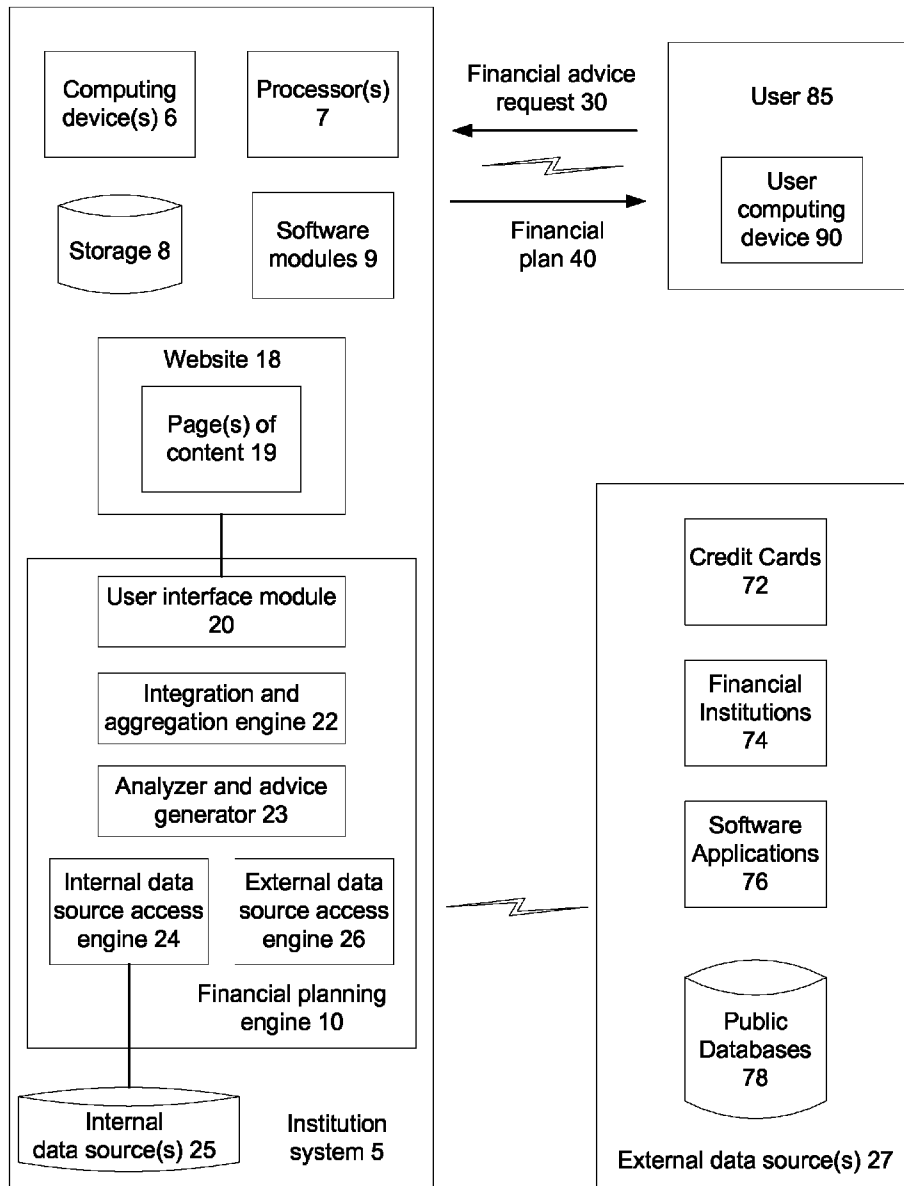 Computing
device(s) 6
Processor(s)
7
Storage 8
Software
modules 9
Financial advice
request 30
Financial
plan 40
User 85
User
computing
device 90
Website 18
Page(s) of
content 19
User interface module
20
Integration and
aggregation engine 22
Analyzer and advice
generator 23
Internal data
source access
engine 24
External data
source access
engine 26
Financial planning
engine 10
Internal
data source(s) 25
Institution
system 5
Credit Cards
72
Financial
Institutions
74
Software
Applications
76
Public
Databases
78
External data source(s) 27